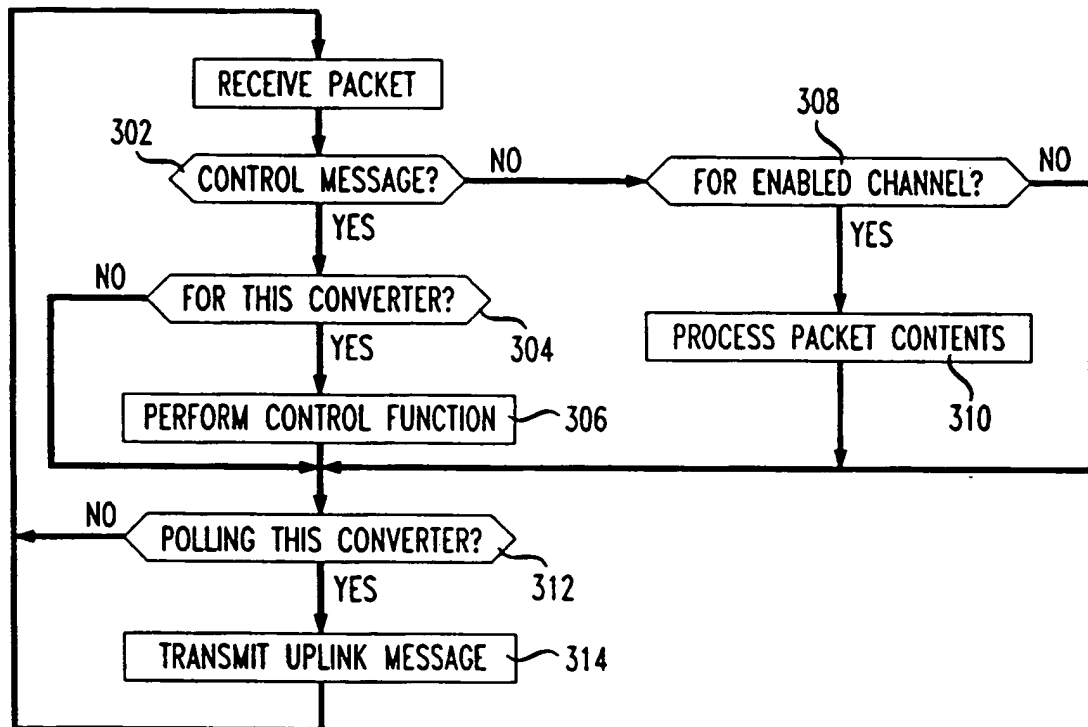 RECEIVE PACKET
302
CONTROL MESSAGE?
NO
308
FOR ENABLED CHANNEL?
NO
YES
YES
NO
FOR THIS CONVERTER?
304
PROCESS PACKET CONTENTS
310
YES
PERFORM CONTROL FUNCTION
306
NO
POLLING THIS CONVERTER?
312
YES
TRANSMIT UPLINK MESSAGE
314